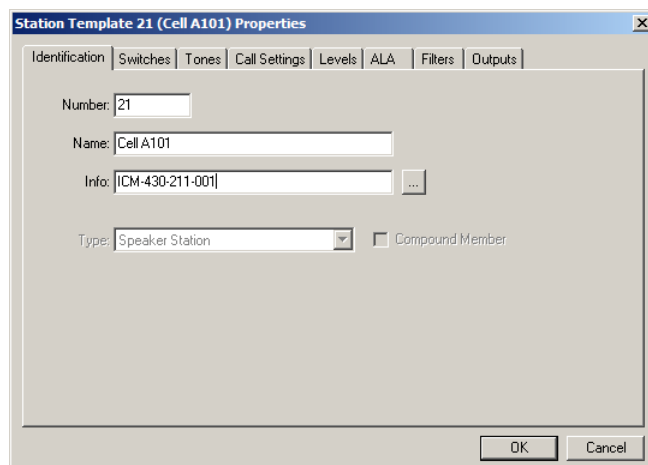 Station Template 21 (Cell A101) Properties
Identification Switches Tones Call Settings Levels ALA Filters Outputs
Number: 21
Name: Cell A101
Info: ICM-430-211-001 ...
Type: Speaker Station Compound Member
OK Cancel